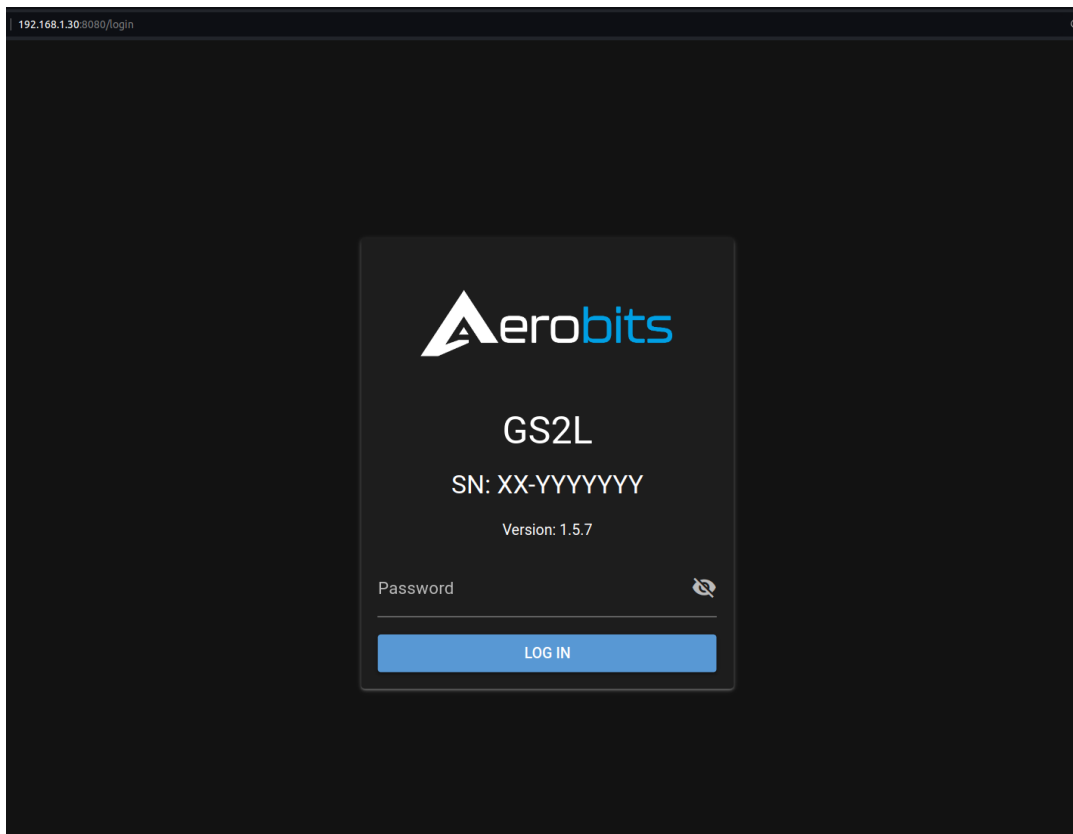 192.168.1.30:8080/login
Aerobits
GS2L
SN: XX-YYYYYYY
Version: 1.5.7
Password
LOG IN